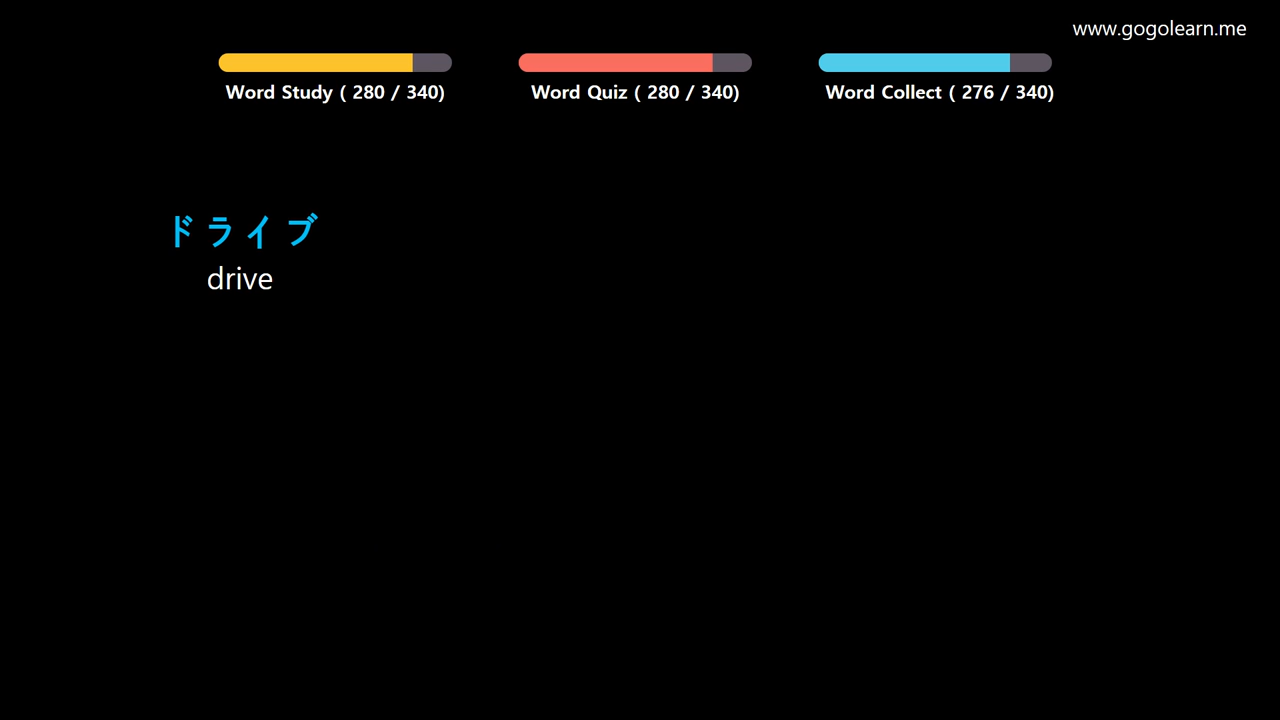 www.gogolearn.me
Word Study ( 280 / 340)
Word Quiz ( 280 / 340)
Word Collect ( 276 / 340)
ドライブ
drive